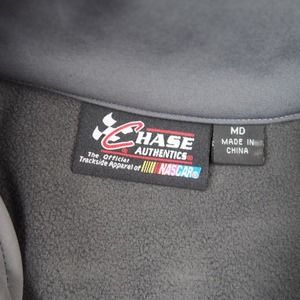 CHASE
AUTHENTICS®
The Official
Trackside Apparel of NASCAR®
MD
MADE IN
CHINA